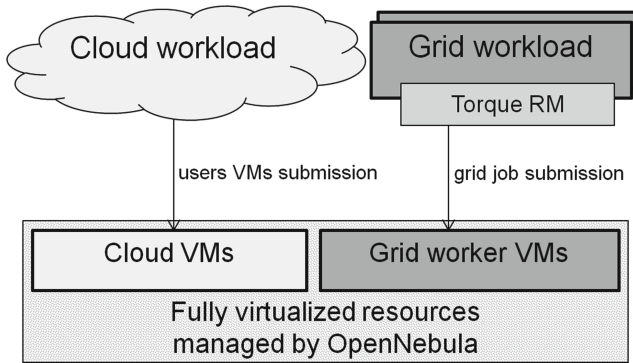 Cloud workload
Grid workload
Torque RM
users VMs submission
grid job submission
Cloud VMs
Grid worker VMs
Fully virtualized resources
managed by OpenNebula